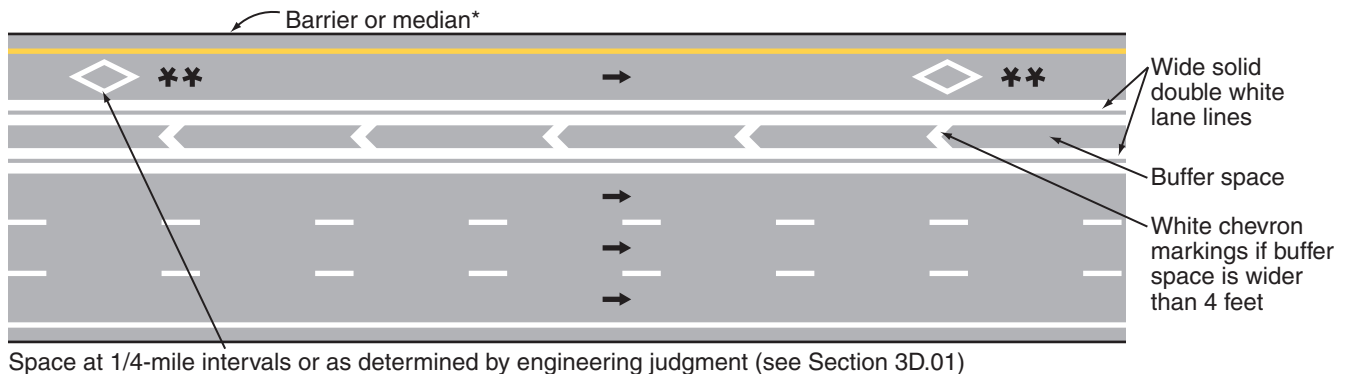 Barrier or median*
**
**
Wide solid
double white
lane lines
Buffer space
White chevron
markings if buffer
space is wider
than 4 feet
Space at 1/4-mile intervals or as determined by engineering judgment (see Section 3D.01)